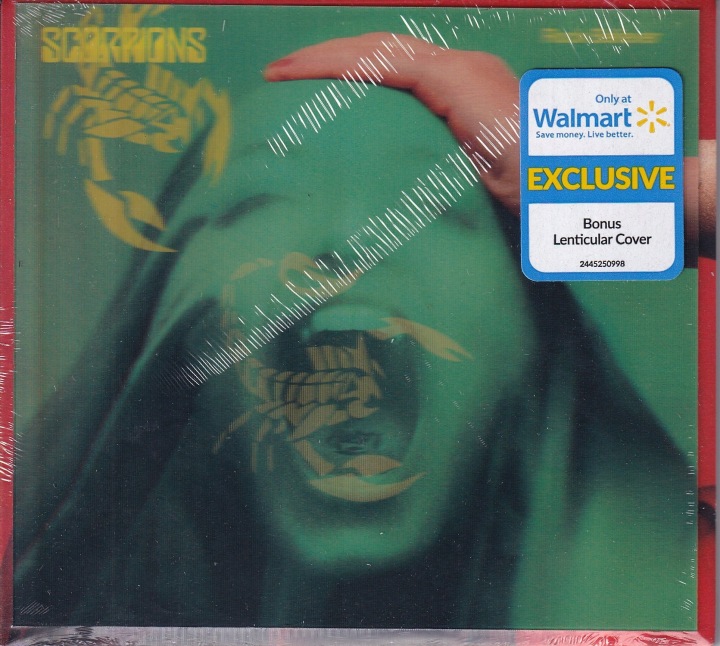 SCORPIONS
Only at
Walmart
Save money. Live better.
EXCLUSIVE
Bonus
Lenticular Cover
2445250998